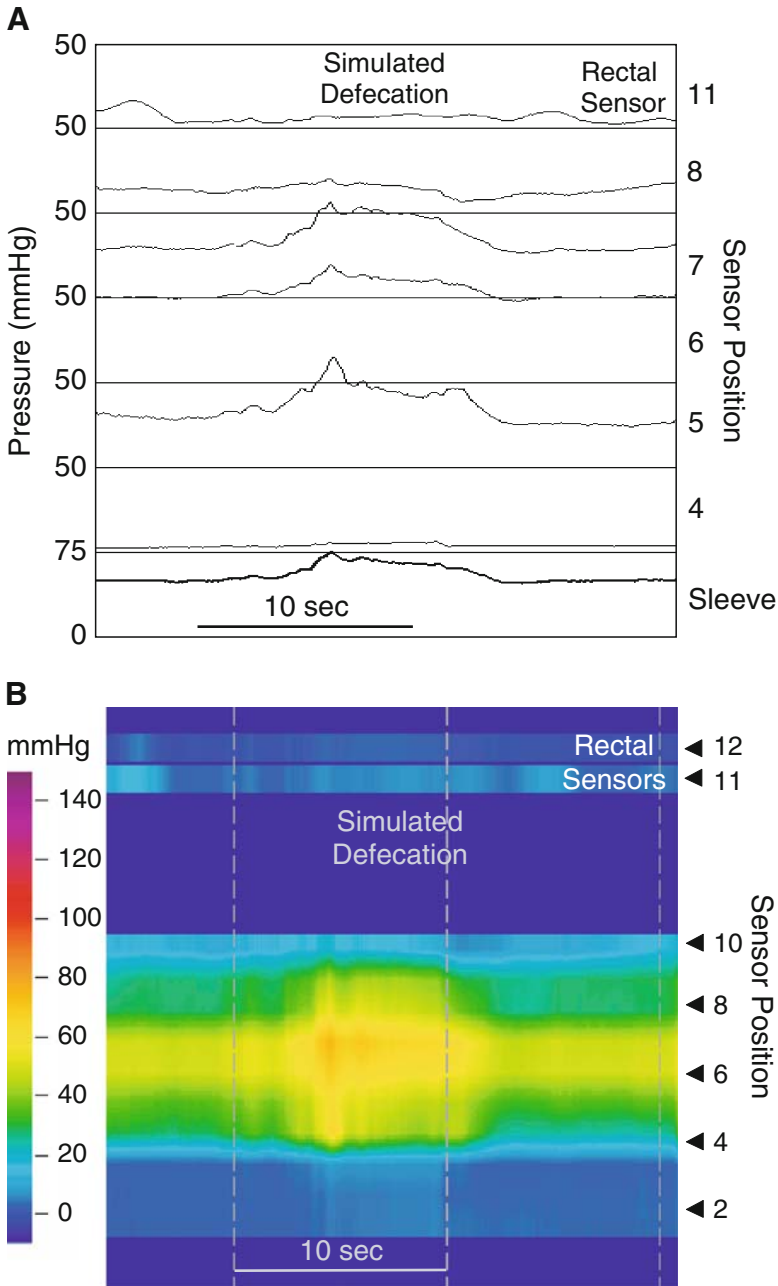 A
50
Simulated
Defecation
Rectal
Sensor
11
50
8
50
7
50
6
50
5
50
4
75
10 sec
Sleeve
0
Pressure (mmHg)
Sensor Position
B
mmHg
140
120
100
80
60
40
20
0
Rectal
12
Sensors
11
Simulated
Defecation
10
8
6
4
2
10 sec
Sensor Position